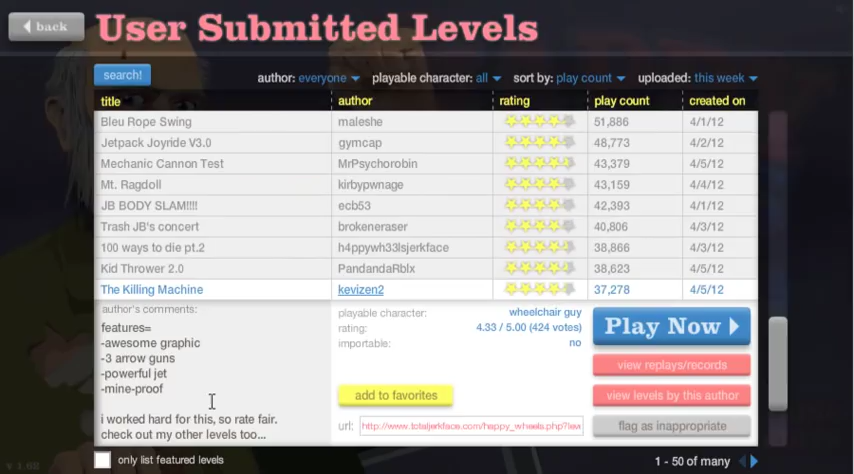 back
User Submitted Levels
search!
author: everyone playable character: all sort by: play count uploaded: this week
title author rating play count created on
Bleu Rope Swing maleshe 51,886 4/1/12
Jetpack Joyride V3.0 gymcap 48,773 4/2/12
Mechanic Cannon Test MrPsychorobin 43,379 4/5/12
Mt. Ragdoll kirbypwnage 43,159 4/4/12
JB BODY SLAM!!!! ecb53 42,393 4/1/12
Trash JB's concert brokeneraser 40,806 4/3/12
100 ways to die pt.2 h4ppywh33lsjerkface 38,866 4/3/12
Kid Thrower 2.0 PandandaRblx 38,623 4/5/12
The Killing Machine kevizen2 37,278 4/5/12
author's comments:
features=
-awesome graphic
-3 arrow guns
-powerful jet
-mine-proof
i worked hard for this, so rate fair.
check out my other levels too...
playable character: wheelchair guy
rating: 4.33 / 5.00 (424 votes)
importable: no
add to favorites
url: http://www.totaljerkface.com/happy_wheels.php?lev
Play Now
view replays/records
view levels by this author
flag as inappropriate
only list featured levels
1 - 50 of many